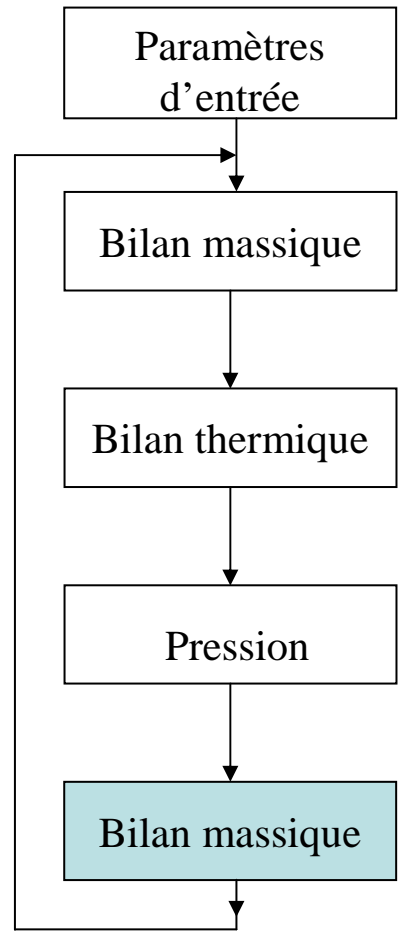 Paramètres
d’entrée
Bilan massique
Bilan thermique
Pression
Bilan massique